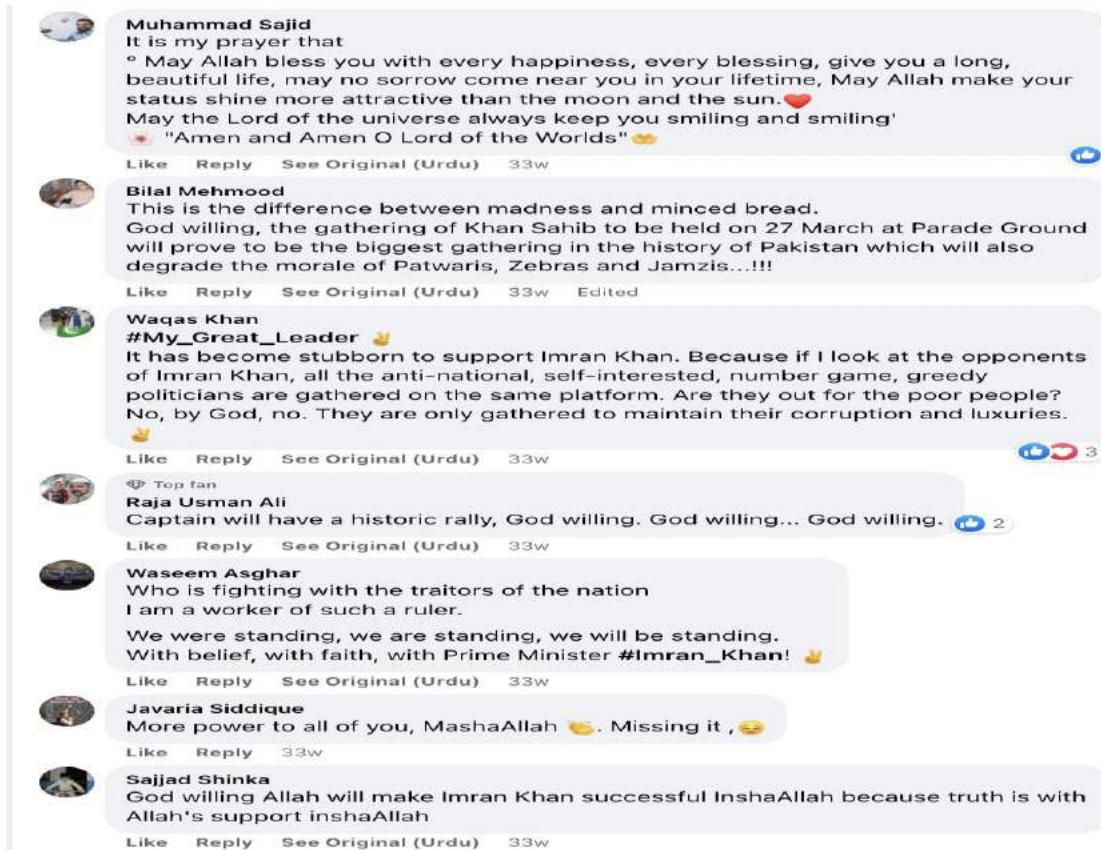 Muhammad Sajid
It is my prayer that
° May Allah bless you with every happiness, every blessing, give you a long,
beautiful life, may no sorrow come near you in your lifetime, May Allah make your
status shine more attractive than the moon and the sun.❤️
May the Lord of the universe always keep you smiling and smiling'
🌸 "Amen and Amen O Lord of the Worlds"🤲
Like Reply See Original (Urdu) 33w
Bilal Mehmood
This is the difference between madness and minced bread.
God willing, the gathering of Khan Sahib to be held on 27 March at Parade Ground
will prove to be the biggest gathering in the history of Pakistan which will also
degrade the morale of Patwaris, Zebras and Jamzis...!!!
Like Reply See Original (Urdu) 33w Edited
Waqas Khan
#My_Great_Leader ✌️
It has become stubborn to support Imran Khan. Because if I look at the opponents
of Imran Khan, all the anti-national, self-interested, number game, greedy
politicians are gathered on the same platform. Are they out for the poor people?
No, by God, no. They are only gathered to maintain their corruption and luxuries.
✌️
Like Reply See Original (Urdu) 33w 3
Top fan
Raja Usman Ali
Captain will have a historic rally, God willing. God willing... God willing. 2
Like Reply See Original (Urdu) 33w
Waseem Asghar
Who is fighting with the traitors of the nation
I am a worker of such a ruler.
We were standing, we are standing, we will be standing.
With belief, with faith, with Prime Minister #Imran_Khan! ✌️
Like Reply See Original (Urdu) 33w
Javaria Siddique
More power to all of you, MashaAllah 👏. Missing it ,😔
Like Reply 33w
Sajjad Shinka
God willing Allah will make Imran Khan successful InshaAllah because truth is with
Allah's support inshaAllah
Like Reply See Original (Urdu) 33w